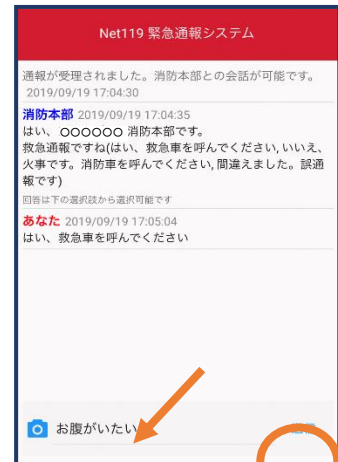 Net119 緊急通報システム
通報が受理されました。消防本部との会話が可能です。
2019/09/19 17:04:30
消防本部 2019/09/19 17:04:35
はい、 〇〇〇〇〇〇 消防本部です。
救急通報ですね(はい、救急車を呼んでください, いいえ、
火事です。消防車を呼んでください, 間違えました。誤通
報です)
回答は下の選択肢から選択可能です
あなた 2019/09/19 17:05:04
はい、救急車を呼んでください
お腹がいたい